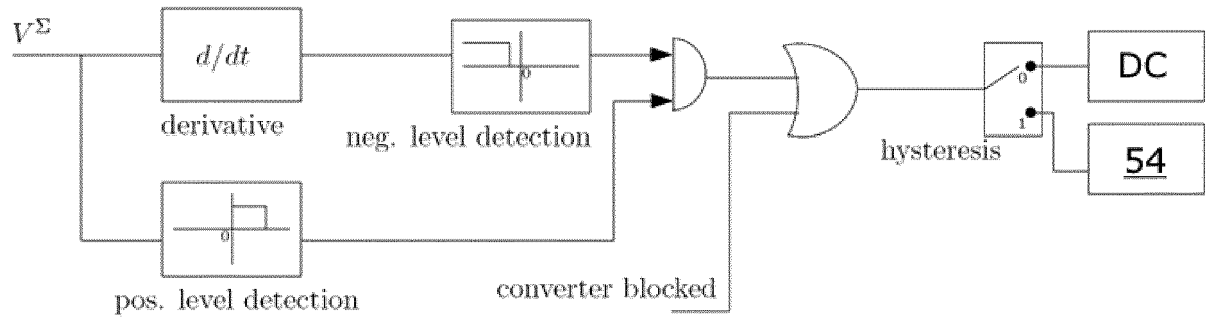 V^Σ
d/dt
derivative
0
neg. level detection
0
pos. level detection
converter blocked
0
1
hysteresis
DC
54